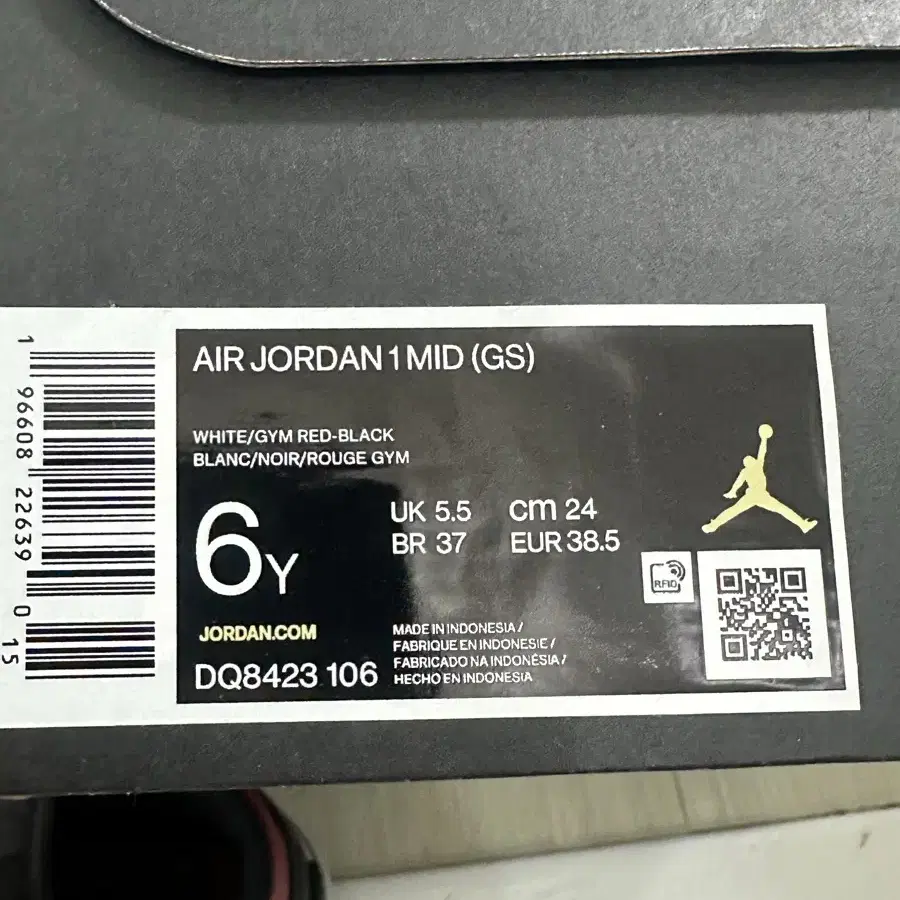 AIR JORDAN 1 MID (GS)
WHITE/GYM RED-BLACK
BLANC/NOIR/ROUGE GYM
6Y
UK 5.5 cm 24
BR 37 EUR 38.5
RFID
JORDAN.COM
DQ8423 106
MADE IN INDONESIA /
FABRIQUE EN INDONESIE /
FABRICADO NA INDONÉSIA /
HECHO EN INDONESIA
1 96608 22639 0 15